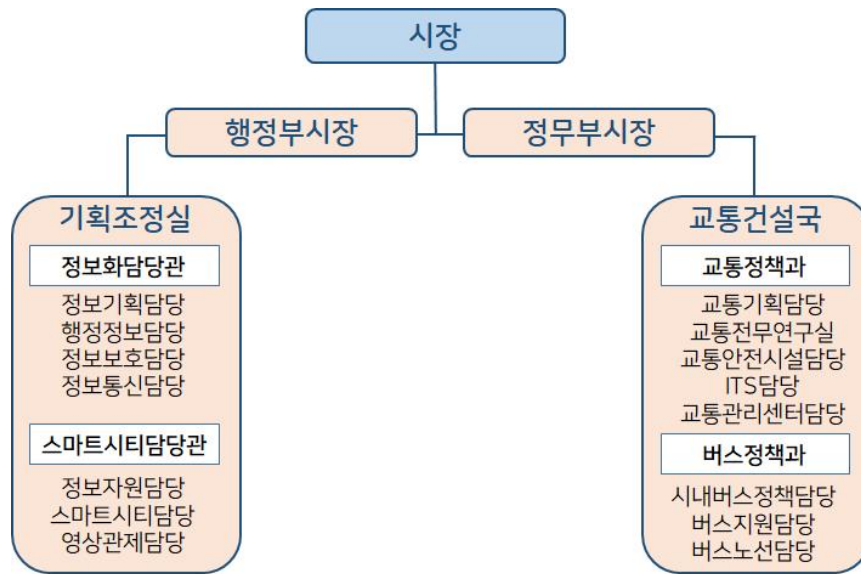 시장
행정부시장
정무부시장
기획조정실
정보화담당관
정보기획담당
행정정보담당
정보보호담당
정보통신담당
스마트시티담당관
정보자원담당
스마트시티담당
영상관제담당
교통건설국
교통정책과
교통기획담당
교통전무연구실
교통안전시설담당
ITS담당
교통관리센터담당
버스정책과
시내버스정책담당
버스지원담당
버스노선담당